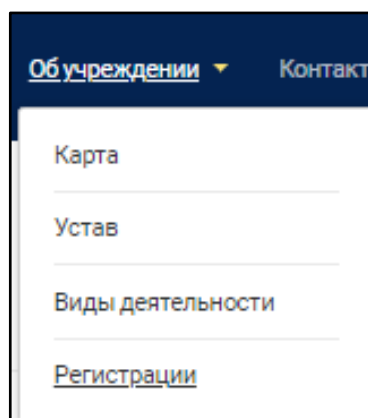 Об учреждении Контакт
Карта
Устав
Виды деятельности
Регистрации